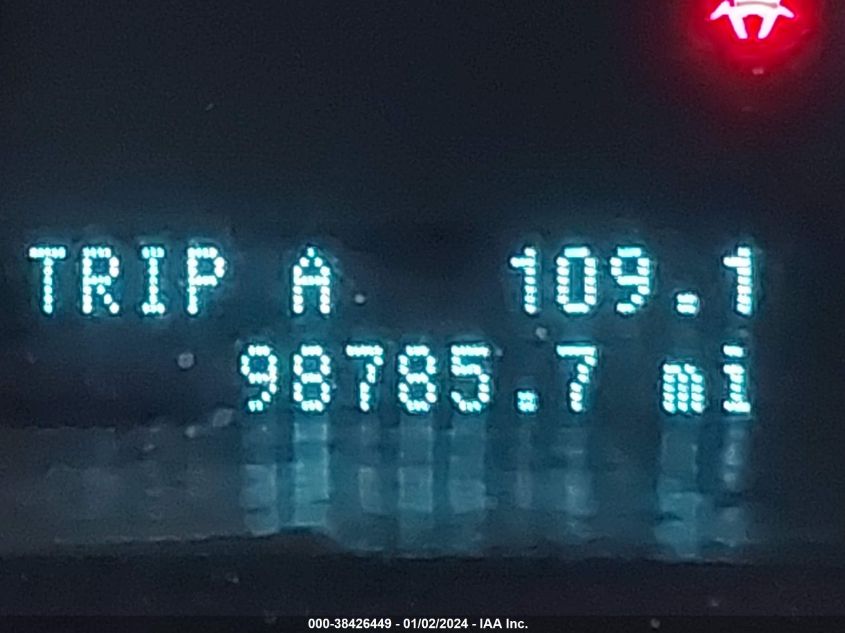 TRIP A 109.1
98785.7 mi
000-38426449 - 01/02/2024 - IAA Inc.